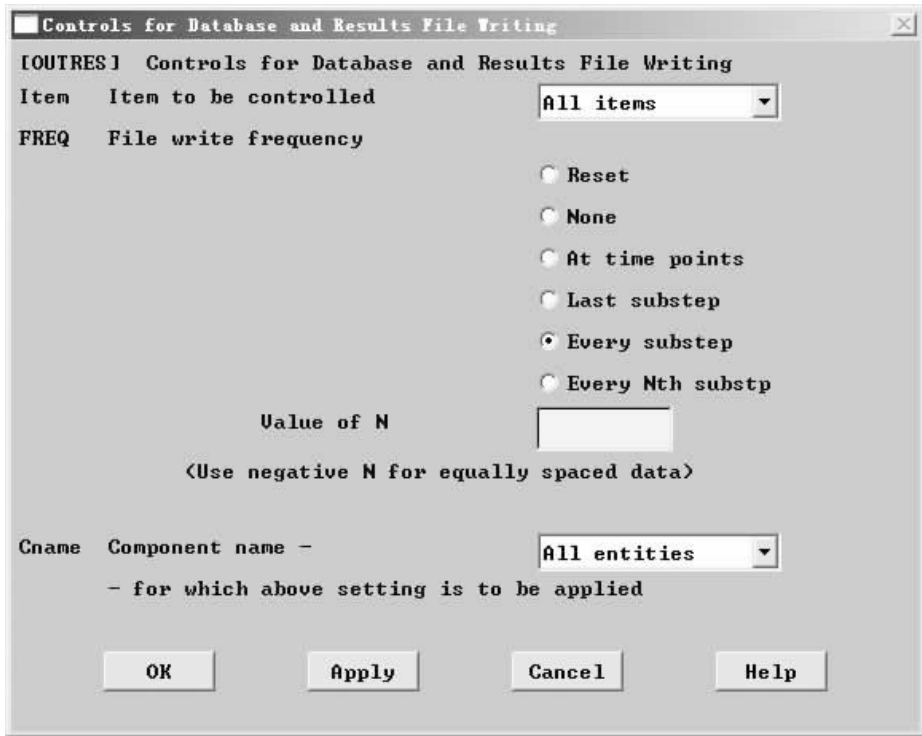 Controls for Database and Results File Writing
[OUTRES] Controls for Database and Results File Writing
Item Item to be controlled All items
FREQ File write frequency
Reset
None
At time points
Last substep
Every substep
Every Nth substp
Value of N
(Use negative N for equally spaced data)
Cname Component name - All entities
- for which above setting is to be applied
OK Apply Cancel Help